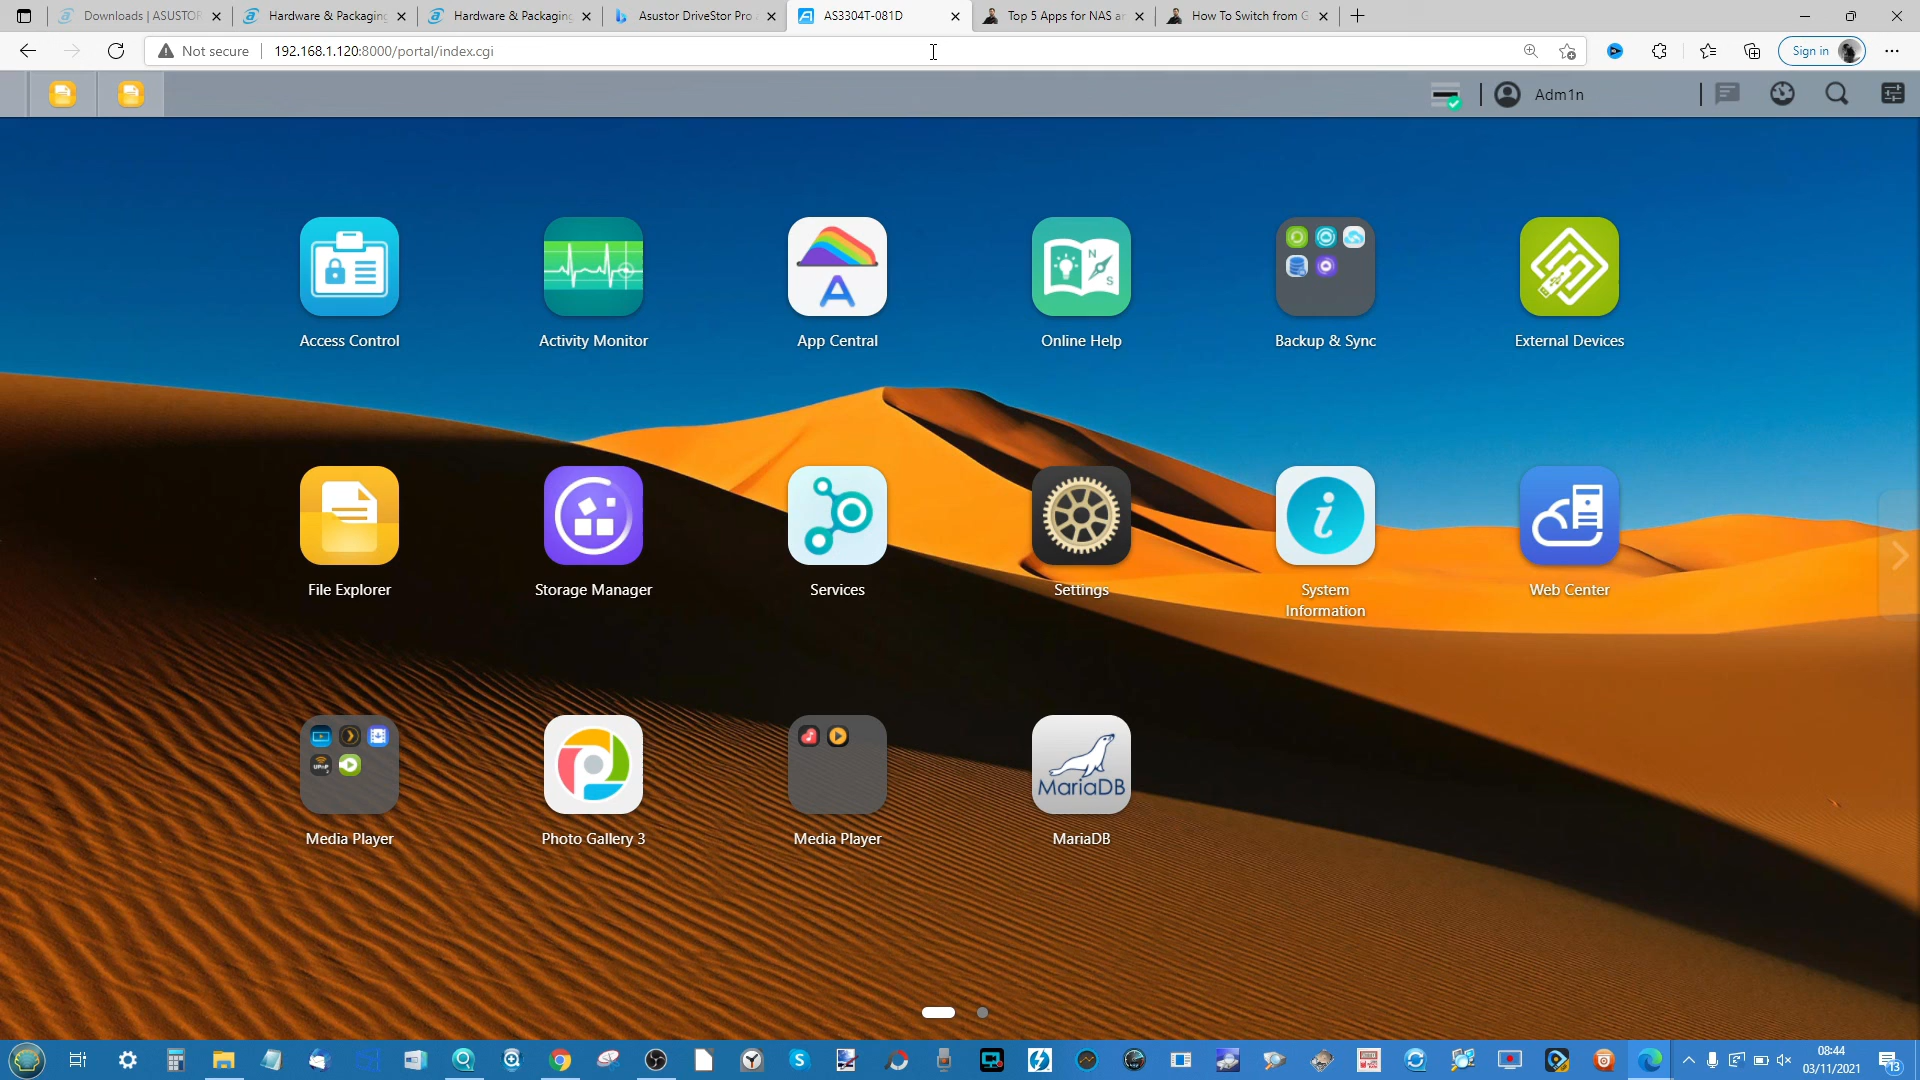 Downloads | ASUSTOR
Hardware & Packaging
Hardware & Packaging
Asustor DriveStor Pro
AS3304T-081D
Top 5 Apps for NAS an
How To Switch from G
Not secure
192.168.1.120:8000/portal/index.cgi
Sign in
Adm1n
N
S
Access Control
Activity Monitor
App Central
Online Help
Backup & Sync
External Devices
File Explorer
Storage Manager
Services
Settings
System
Information
Web Center
UPnP
MariaDB
Media Player
Photo Gallery 3
Media Player
MariaDB
08:44
03/11/2021
13